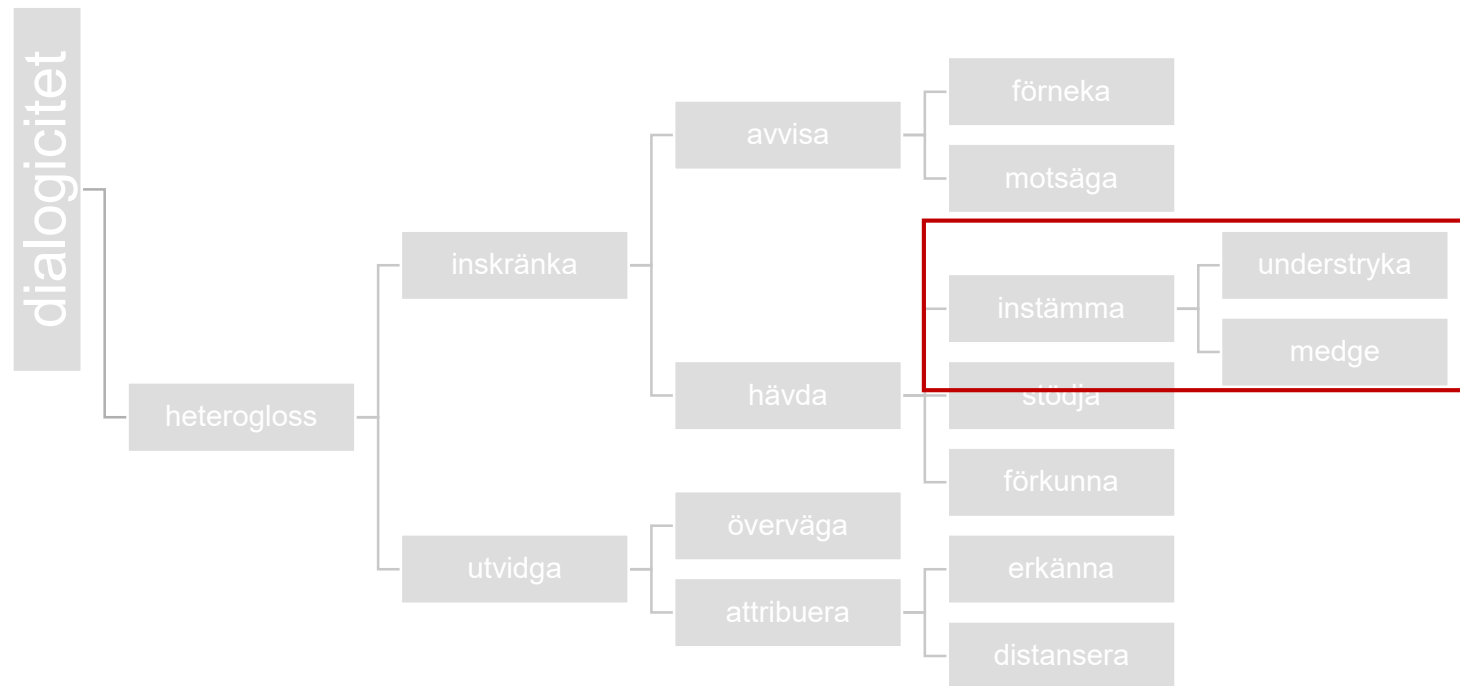 dialogicitet
heterogloss
inskränka
avvisa
förneka
motsäga
hävda
instämma
understryka
medge
stödja
förkunna
utvidga
överväga
attribuera
erkänna
distansera